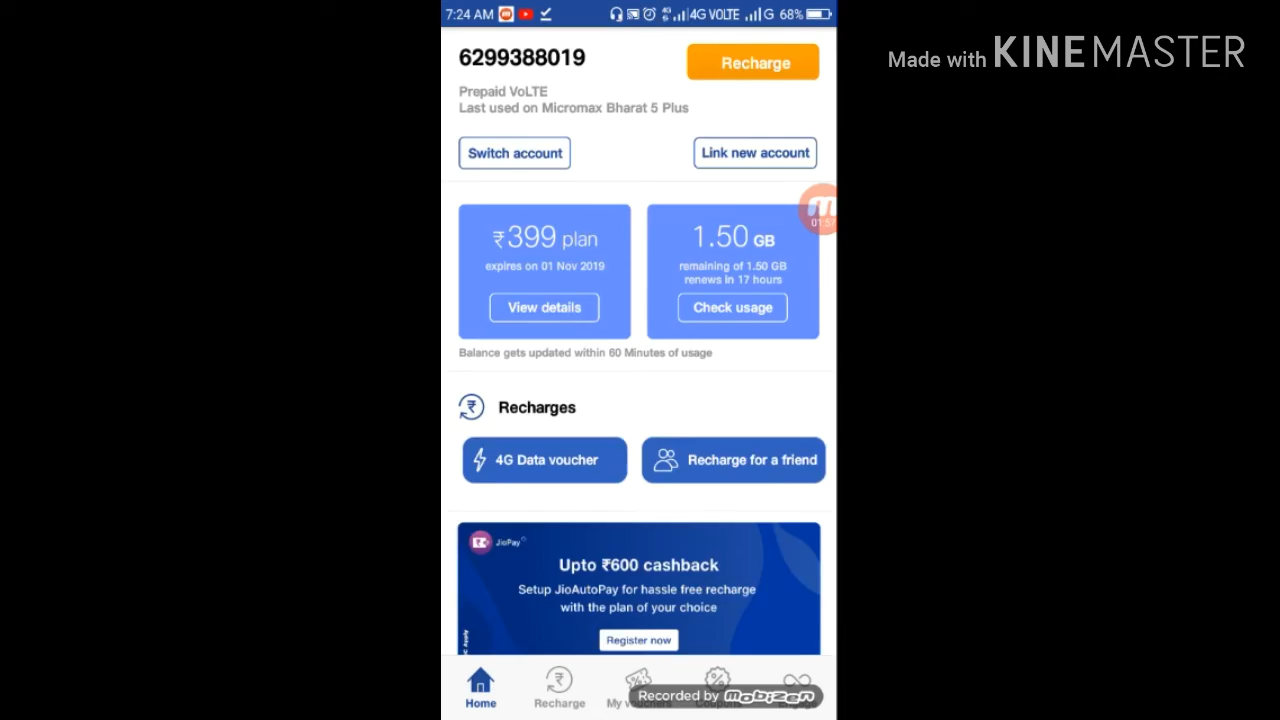 7:24 AM
4G VOLTE
G 68%
Made with KINEMASTER
6299388019
Recharge
Prepaid VoLTE
Last used on Micromax Bharat 5 Plus
Switch account
Link new account
₹399 plan
expires on 01 Nov 2019
View details
1.50 GB
remaining of 1.50 GB
renews in 17 hours
Check usage
Balance gets updated within 60 Minutes of usage
Recharges
4G Data voucher
Recharge for a friend
JioPay
Upto ₹600 cashback
Setup JioAutoPay for hassle free recharge
with the plan of your choice
Register now
Home
Recharge
Recorded by MOBIZEN